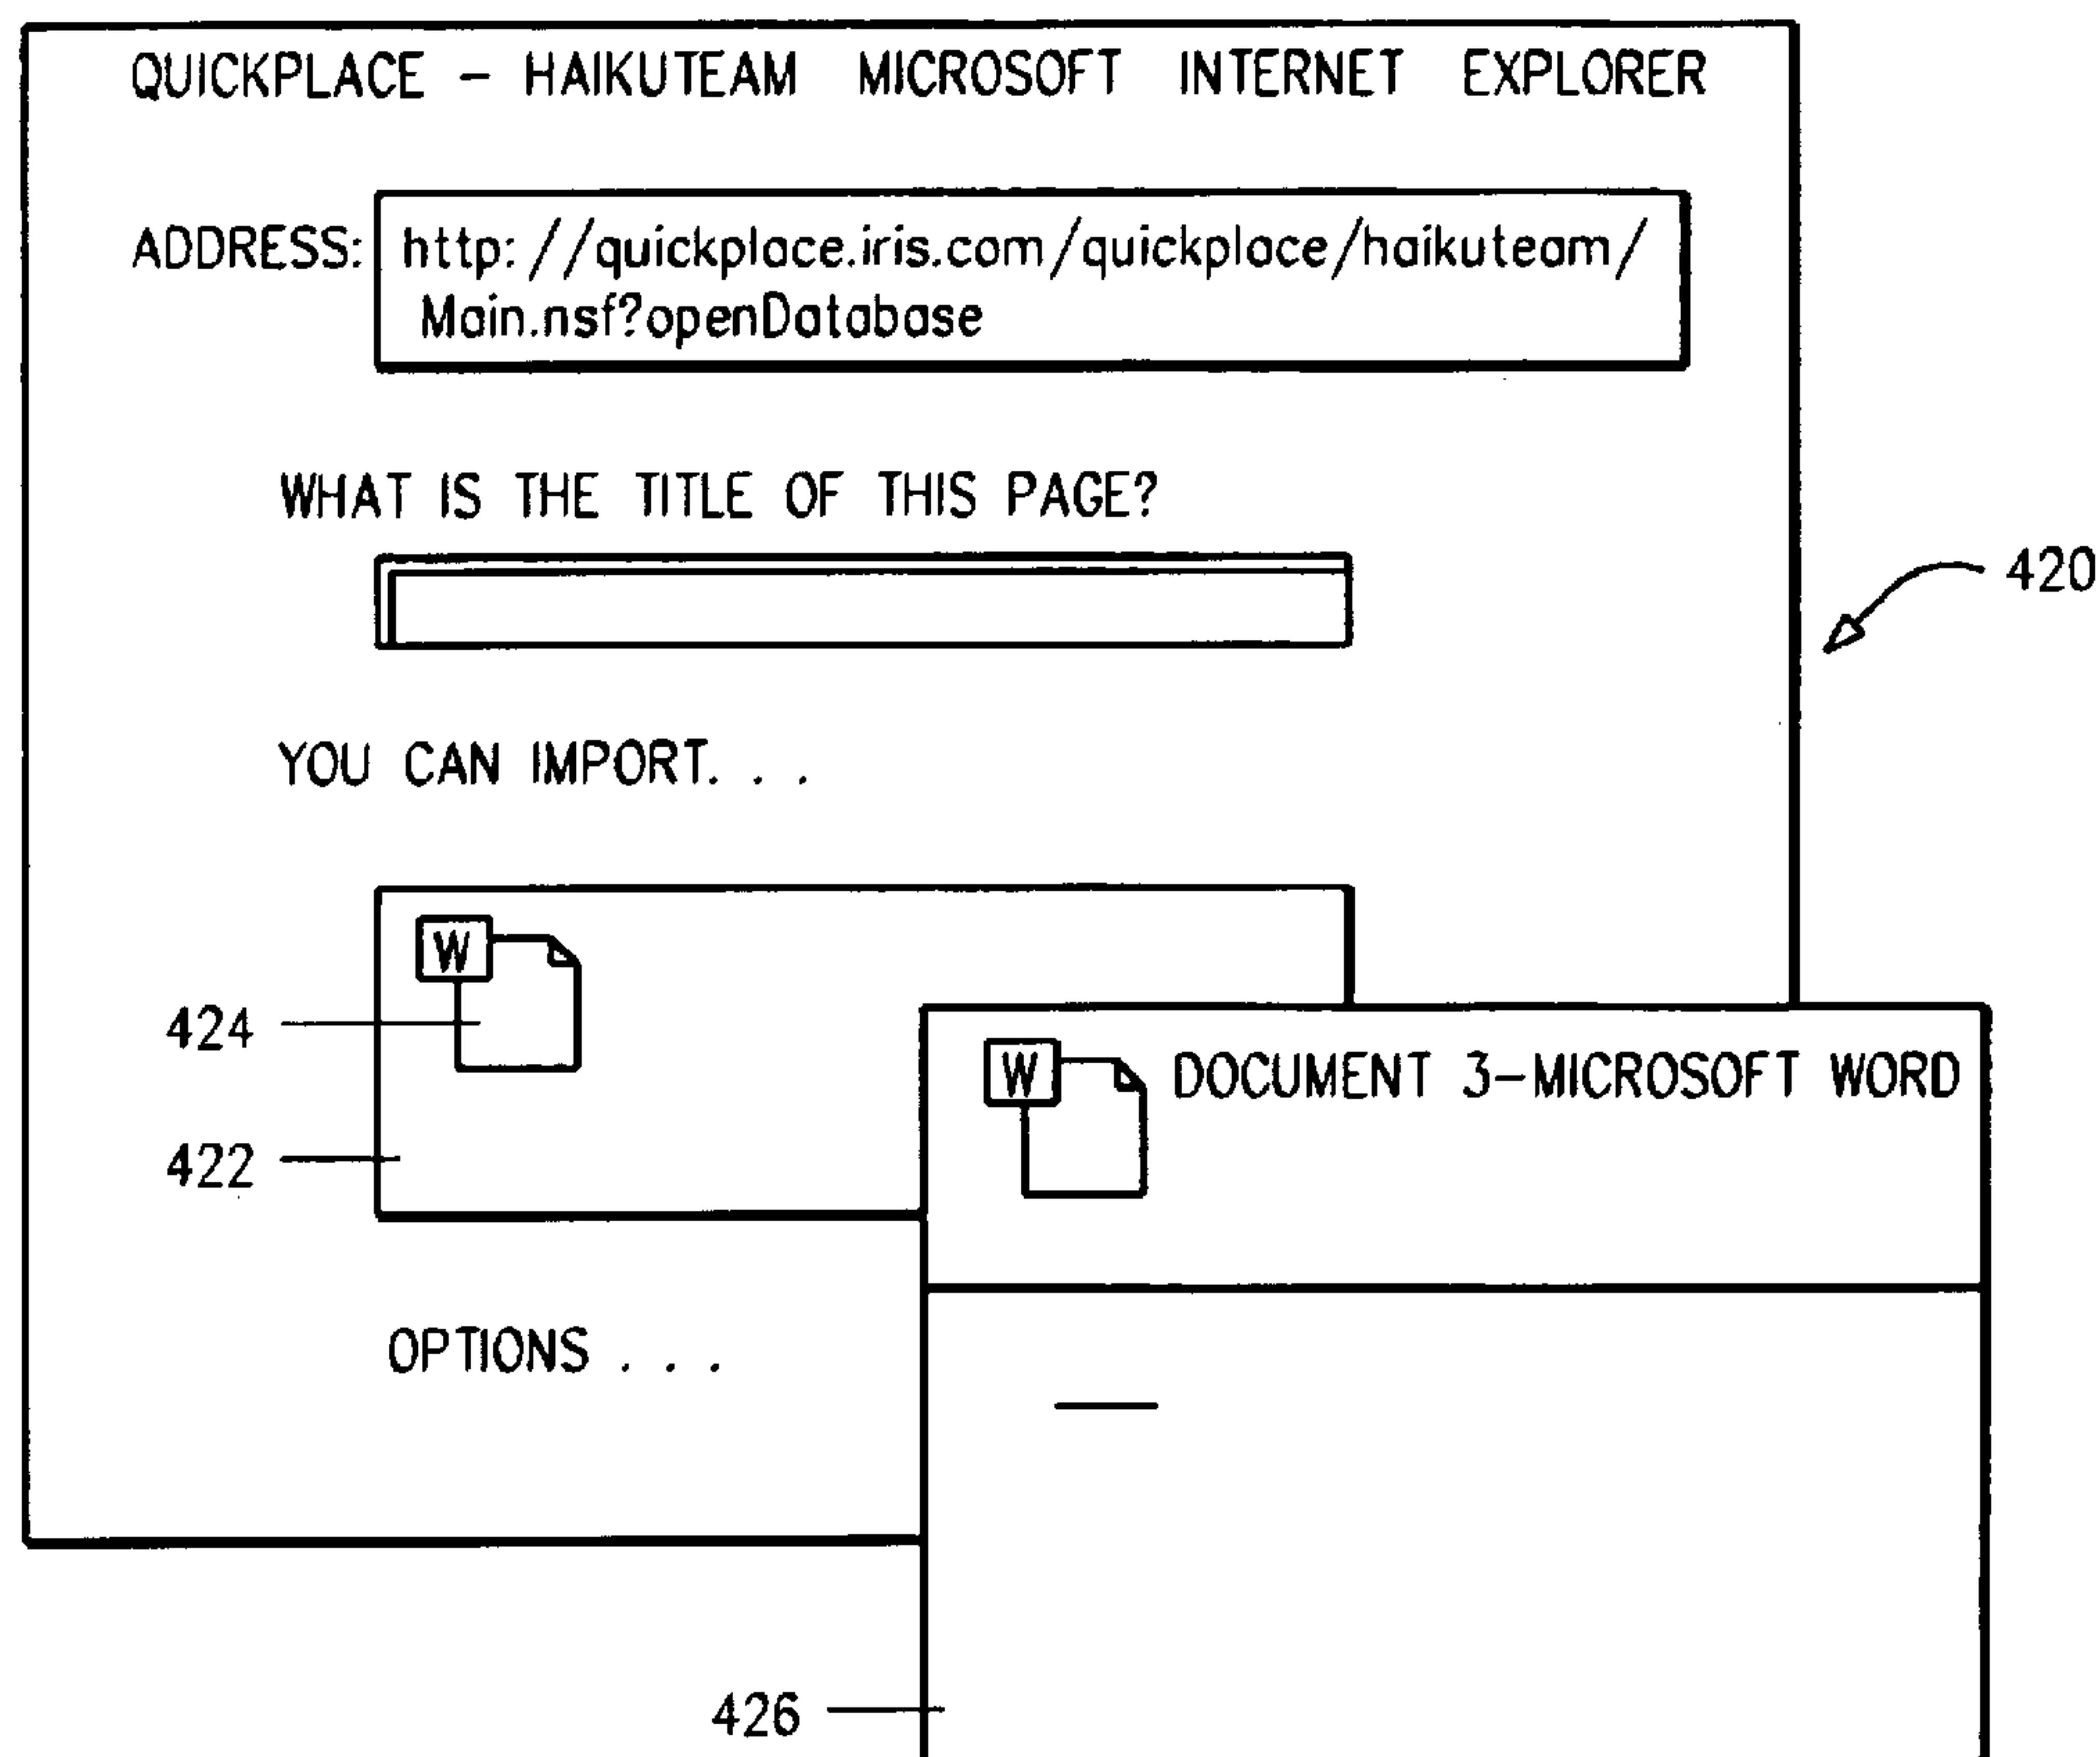 QUICKPLACE - HAIKUTEAM MICROSOFT INTERNET EXPLORER
ADDRESS: http://quickplace.iris.com/quickplace/haikuteam/
Main.nsf?openDatabase
WHAT IS THE TITLE OF THIS PAGE?
420
YOU CAN IMPORT. . .
W
424
W DOCUMENT 3-MICROSOFT WORD
422
OPTIONS . . .
426